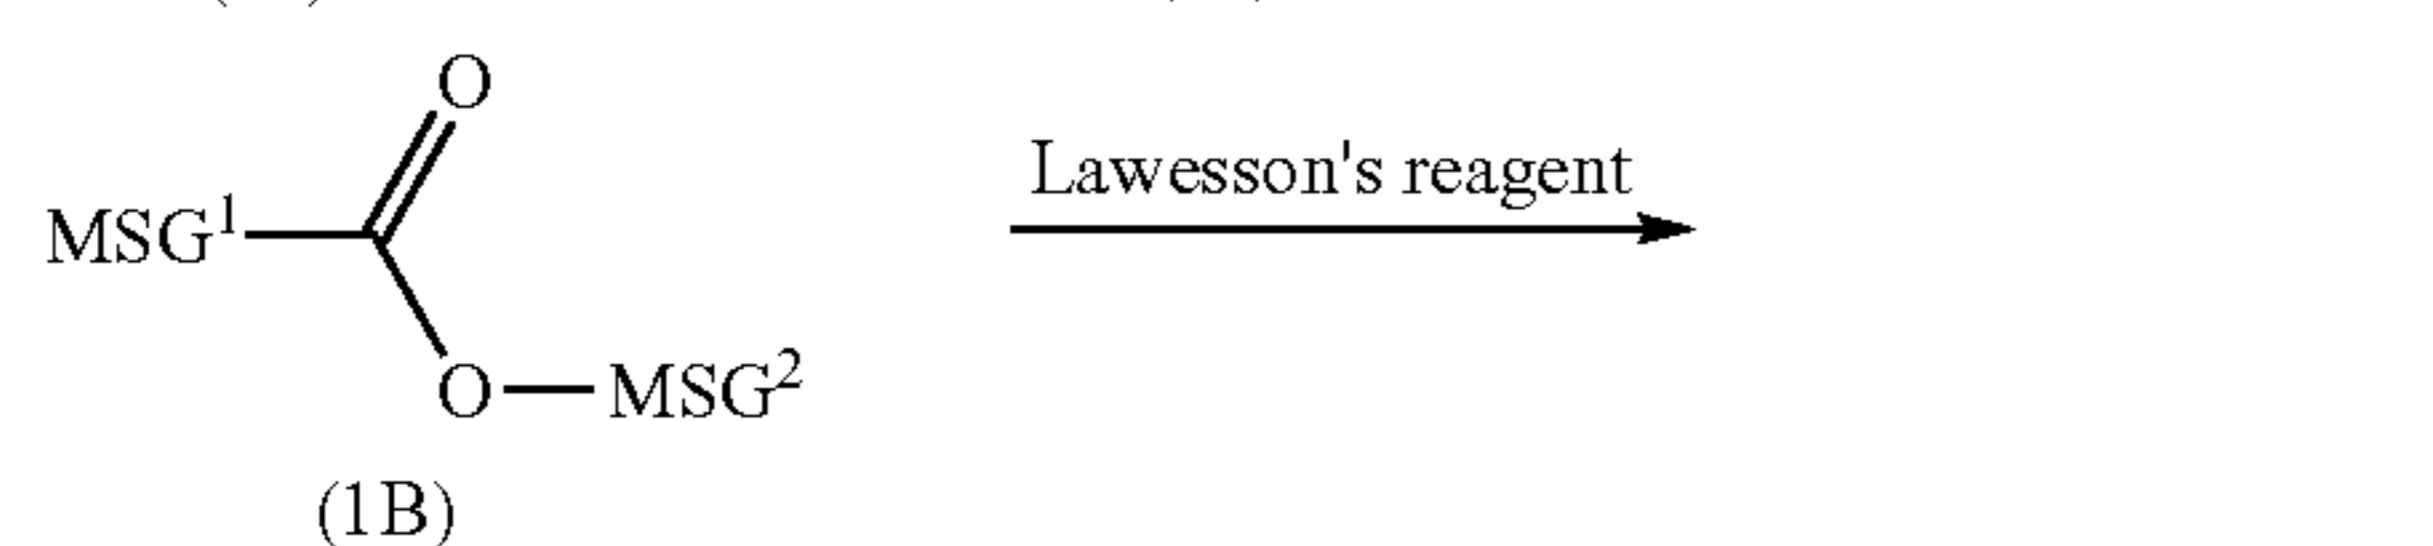 O
Lawesson's reagent
MSG¹
O
MSG²
(1B)